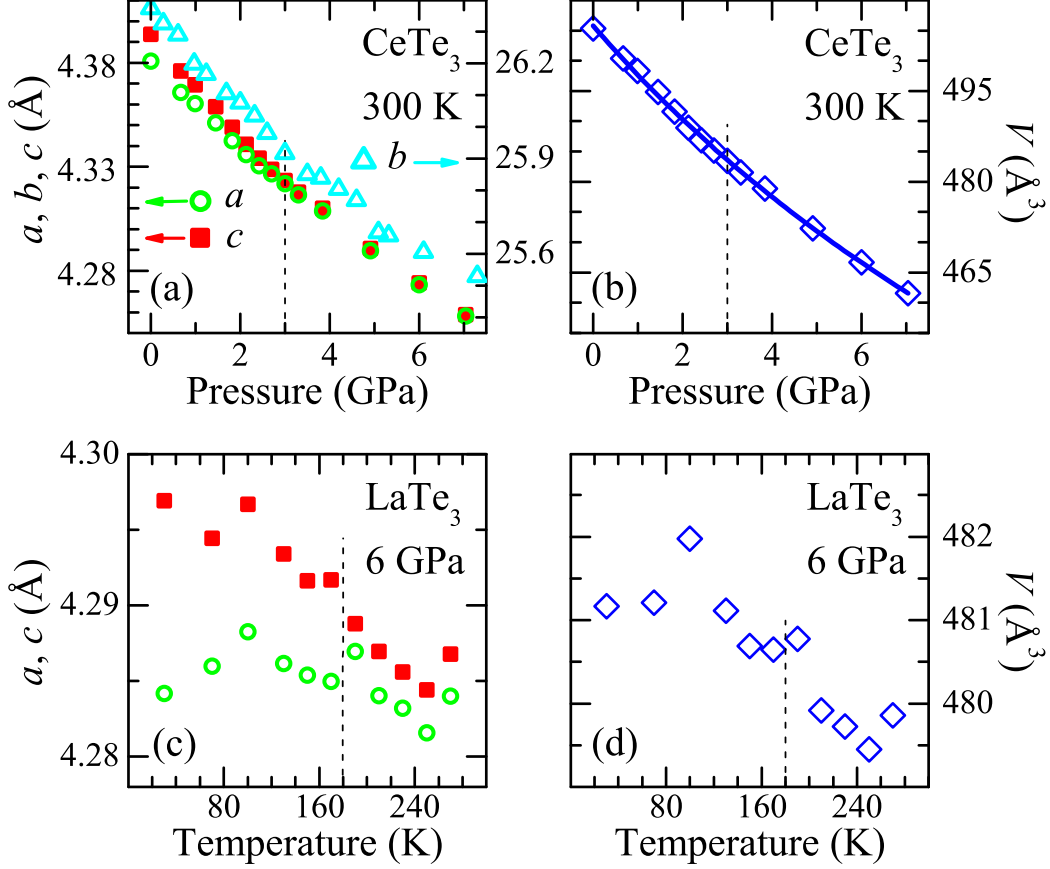 CeTe₃
300 K
a, b, c (Å)
4.38
4.33
4.28
26.2
25.9
25.6
b
a
c
(a)
0 2 4 6
Pressure (GPa)
CeTe₃
300 K
495
480
465
V (Å³)
(b)
0 2 4 6
Pressure (GPa)
LaTe₃
6 GPa
a, c (Å)
4.30
4.29
4.28
(c)
80 160 240
Temperature (K)
LaTe₃
6 GPa
482
481
480
V (Å³)
(d)
80 160 240
Temperature (K)